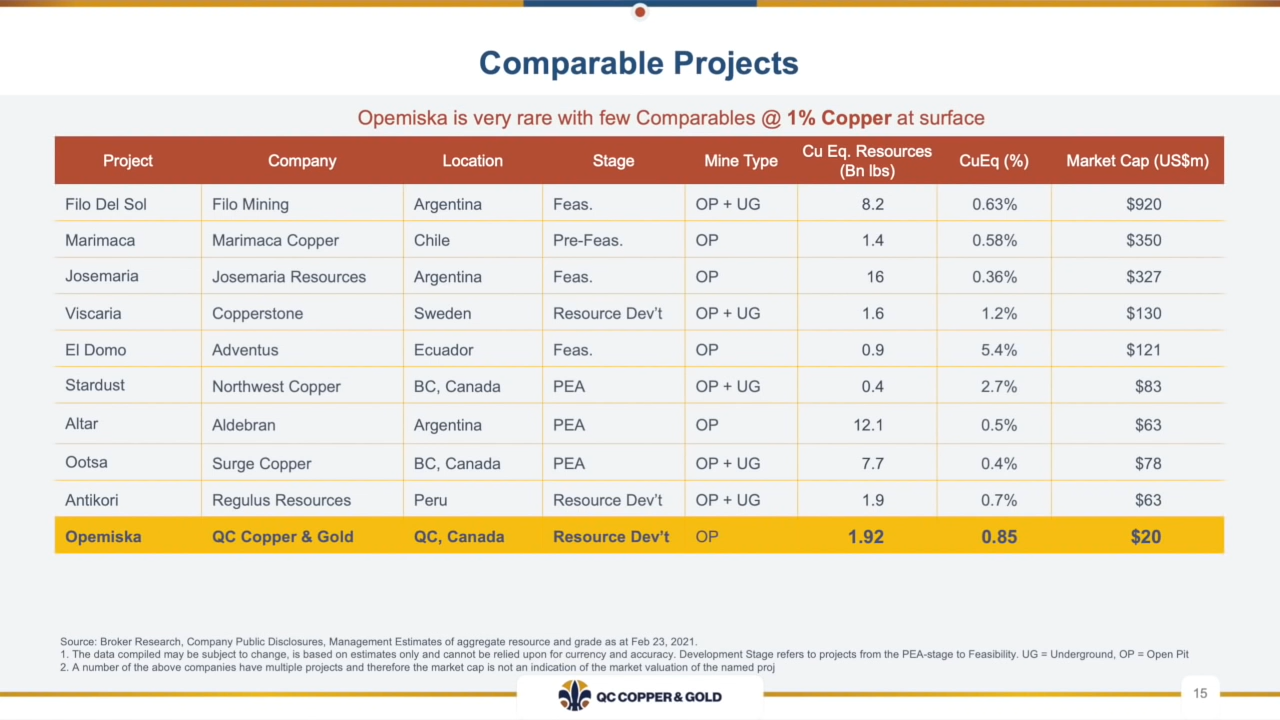 Comparable Projects
Opemiska is very rare with few Comparables @ 1% Copper at surface
Project Company Location Stage Mine Type Cu Eq. Resources (Bn lbs) CuEq (%) Market Cap (US$m)
Filo Del Sol Filo Mining Argentina Feas. OP + UG 8.2 0.63% $920
Marimaca Marimaca Copper Chile Pre-Feas. OP 1.4 0.58% $350
Josemaria Josemaria Resources Argentina Feas. OP 16 0.36% $327
Viscaria Copperstone Sweden Resource Dev't OP + UG 1.6 1.2% $130
El Domo Adventus Ecuador Feas. OP 0.9 5.4% $121
Stardust Northwest Copper BC, Canada PEA OP + UG 0.4 2.7% $83
Altar Aldebran Argentina PEA OP 12.1 0.5% $63
Ootsa Surge Copper BC, Canada PEA OP + UG 7.7 0.4% $78
Antikori Regulus Resources Peru Resource Dev't OP + UG 1.9 0.7% $63
Opemiska QC Copper & Gold QC, Canada Resource Dev't OP 1.92 0.85 $20
Source: Broker Research, Company Public Disclosures, Management Estimates of aggregate resource and grade as at Feb 23, 2021.
1. The data compiled may be subject to change, is based on estimates only and cannot be relied upon for currency and accuracy. Development Stage refers to projects from the PEA-stage to Feasibility. UG = Underground, OP = Open Pit
2. A number of the above companies have multiple projects and therefore the market cap is not an indication of the market valuation of the named proj
QC COPPER & GOLD
15